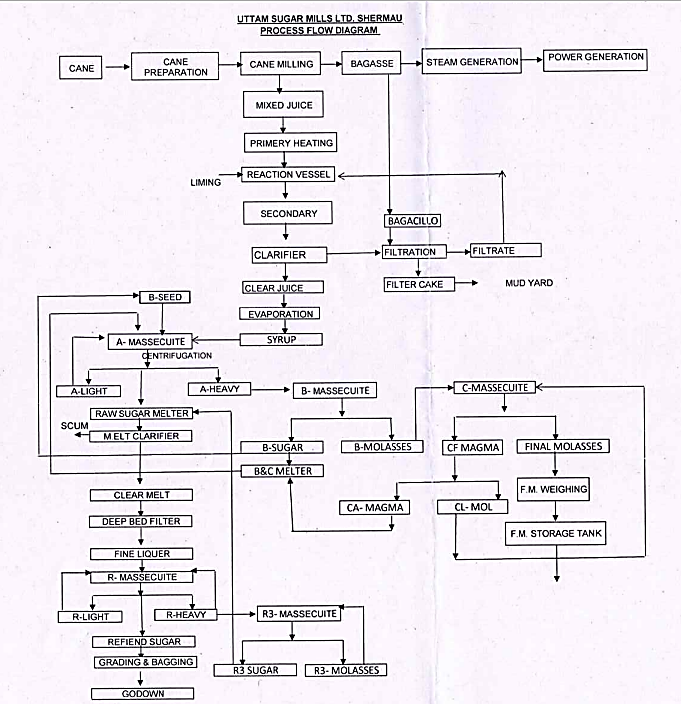 UTTAM SUGAR MILLS LTD. SHERMAU
PROCESS FLOW DIAGRAM
CANE
CANE
PREPARATION
CANE MILLING
BAGASSE
STEAM GENERATION
POWER GENERATION
MIXED JUICE
PRIMERY HEATING
LIMING
REACTION VESSEL
SECONDARY
BAGACILLO
CLARIFIER
FILTRATION
FILTRATE
CLEAR JUICE
FILTER CAKE
MUD YARD
B-SEED
EVAPORATION
A- MASSECUITE
SYRUP
CENTRIFUGATION
A-LIGHT
A-HEAVY
B- MASSECUITE
C-MASSECUITE
RAW SUGAR MELTER
SCUM
MELT CLARIFIER
B-SUGAR
B-MOLASSES
CF MAGMA
FINAL MOLASSES
B&C MELTER
CLEAR MELT
CA- MAGMA
CL- MOL
F.M. WEIGHING
DEEP BED FILTER
F.M. STORAGE TANK
FINE LIQUER
R- MASSECUITE
R-LIGHT
R-HEAVY
R3- MASSECUITE
REFIEND SUGAR
GRADING & BAGGING
R3 SUGAR
R3- MOLASSES
GODOWN